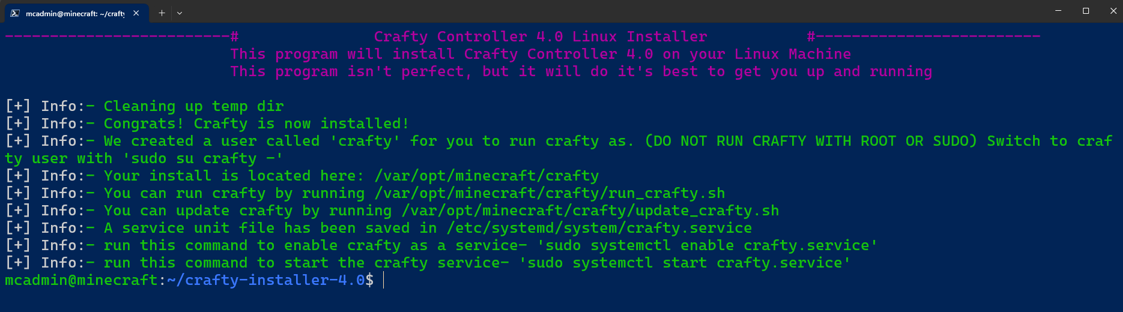 mcadmin@minecraft: ~/crafty
-------------------------# Crafty Controller 4.0 Linux Installer #-------------------------
This program will install Crafty Controller 4.0 on your Linux Machine
This program isn't perfect, but it will do it's best to get you up and running
[+] Info:- Cleaning up temp dir
[+] Info:- Congrats! Crafty is now installed!
[+] Info:- We created a user called 'crafty' for you to run crafty as. (DO NOT RUN CRAFTY WITH ROOT OR SUDO) Switch to craf
ty user with 'sudo su crafty -'
[+] Info:- Your install is located here: /var/opt/minecraft/crafty
[+] Info:- You can run crafty by running /var/opt/minecraft/crafty/run_crafty.sh
[+] Info:- You can update crafty by running /var/opt/minecraft/crafty/update_crafty.sh
[+] Info:- A service unit file has been saved in /etc/systemd/system/crafty.service
[+] Info:- run this command to enable crafty as a service- 'sudo systemctl enable crafty.service'
[+] Info:- run this command to start the crafty service- 'sudo systemctl start crafty.service'
mcadmin@minecraft:~/crafty-installer-4.0$